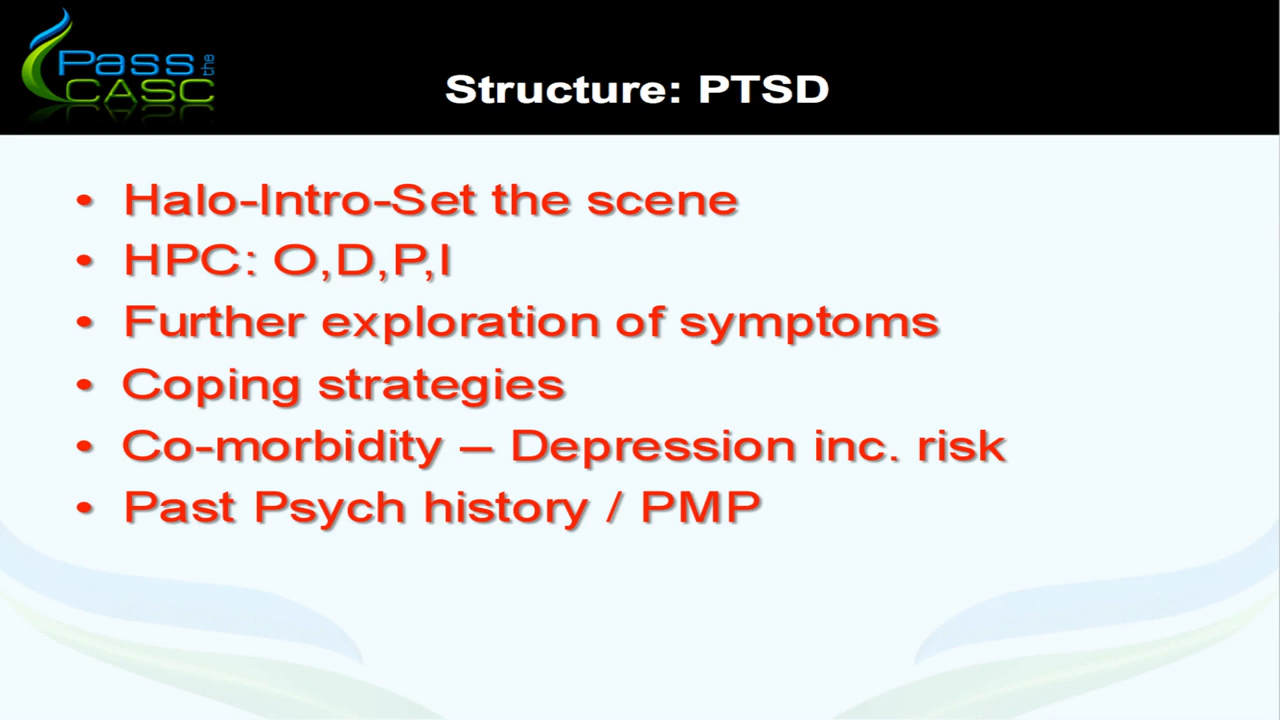 Pass the
CASC
Structure: PTSD
• Halo-Intro-Set the scene
• HPC: O,D,P,I
• Further exploration of symptoms
• Coping strategies
• Co-morbidity – Depression inc. risk
• Past Psych history / PMP